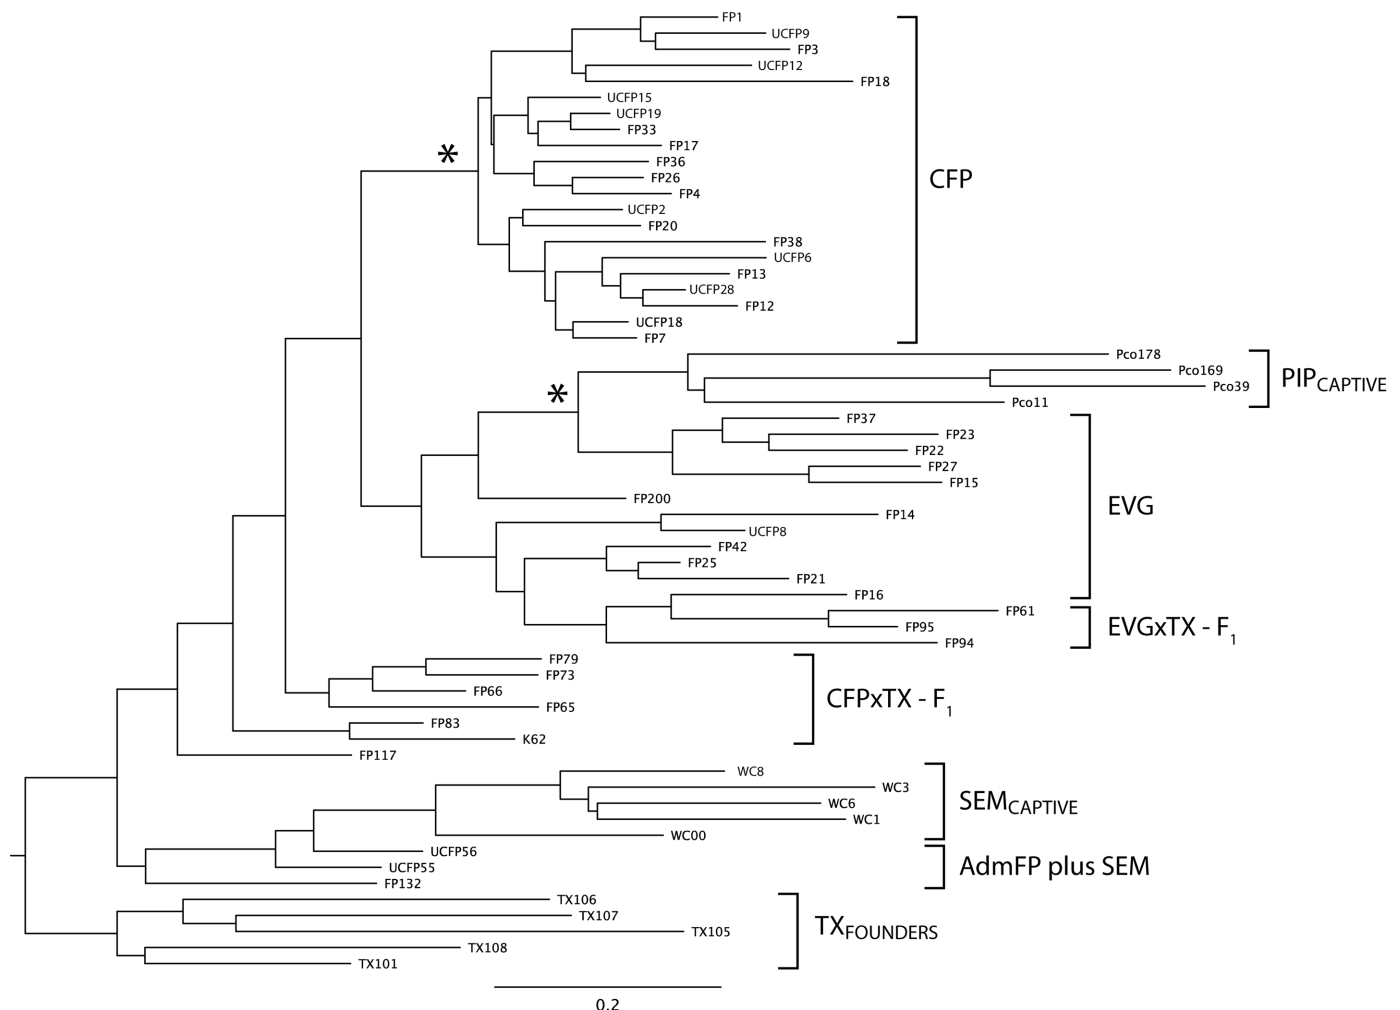 FP1
UCFP9
FP3
UCFP12
FP18
UCFP15
UCFP19
FP33
FP17
FP36
FP26
FP4
UCFP2
FP20
FP38
UCFP6
FP13
UCFP28
FP12
UCFP18
FP7
CFP
*
Pco178
Pco169
Pco39
Pco11
PIPCAPTIVE
*
FP37
FP23
FP22
FP27
FP15
FP200
FP14
UCFP8
FP42
FP25
FP21
FP16
EVG
FP61
FP95
FP94
EVGxTX - F1
FP79
FP73
FP66
FP65
CFPxTX - F1
FP83
K62
FP117
WC8
WC3
WC6
WC1
WC00
SEMCAPTIVE
UCFP56
UCFP55
FP132
AdmFP plus SEM
TX106
TX107
TX105
TX108
TX101
TXFOUNDERS
0.2